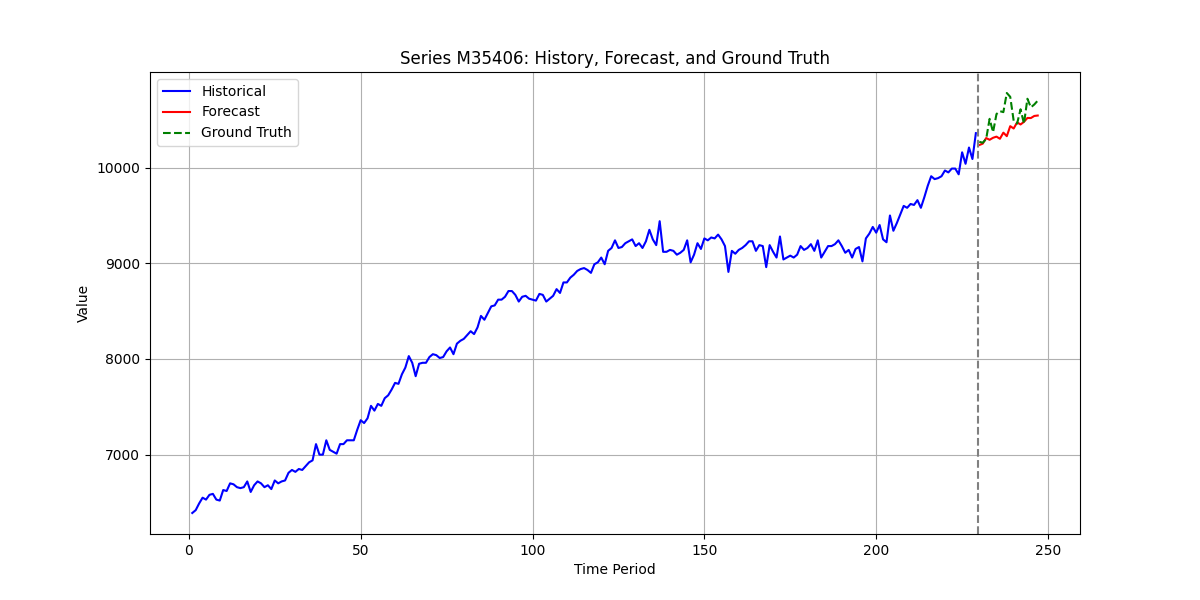 Series M35406: History, Forecast, and Ground Truth
Historical
Forecast
Ground Truth
10000
9000
8000
7000
Value
0
50
100
150
200
250
Time Period